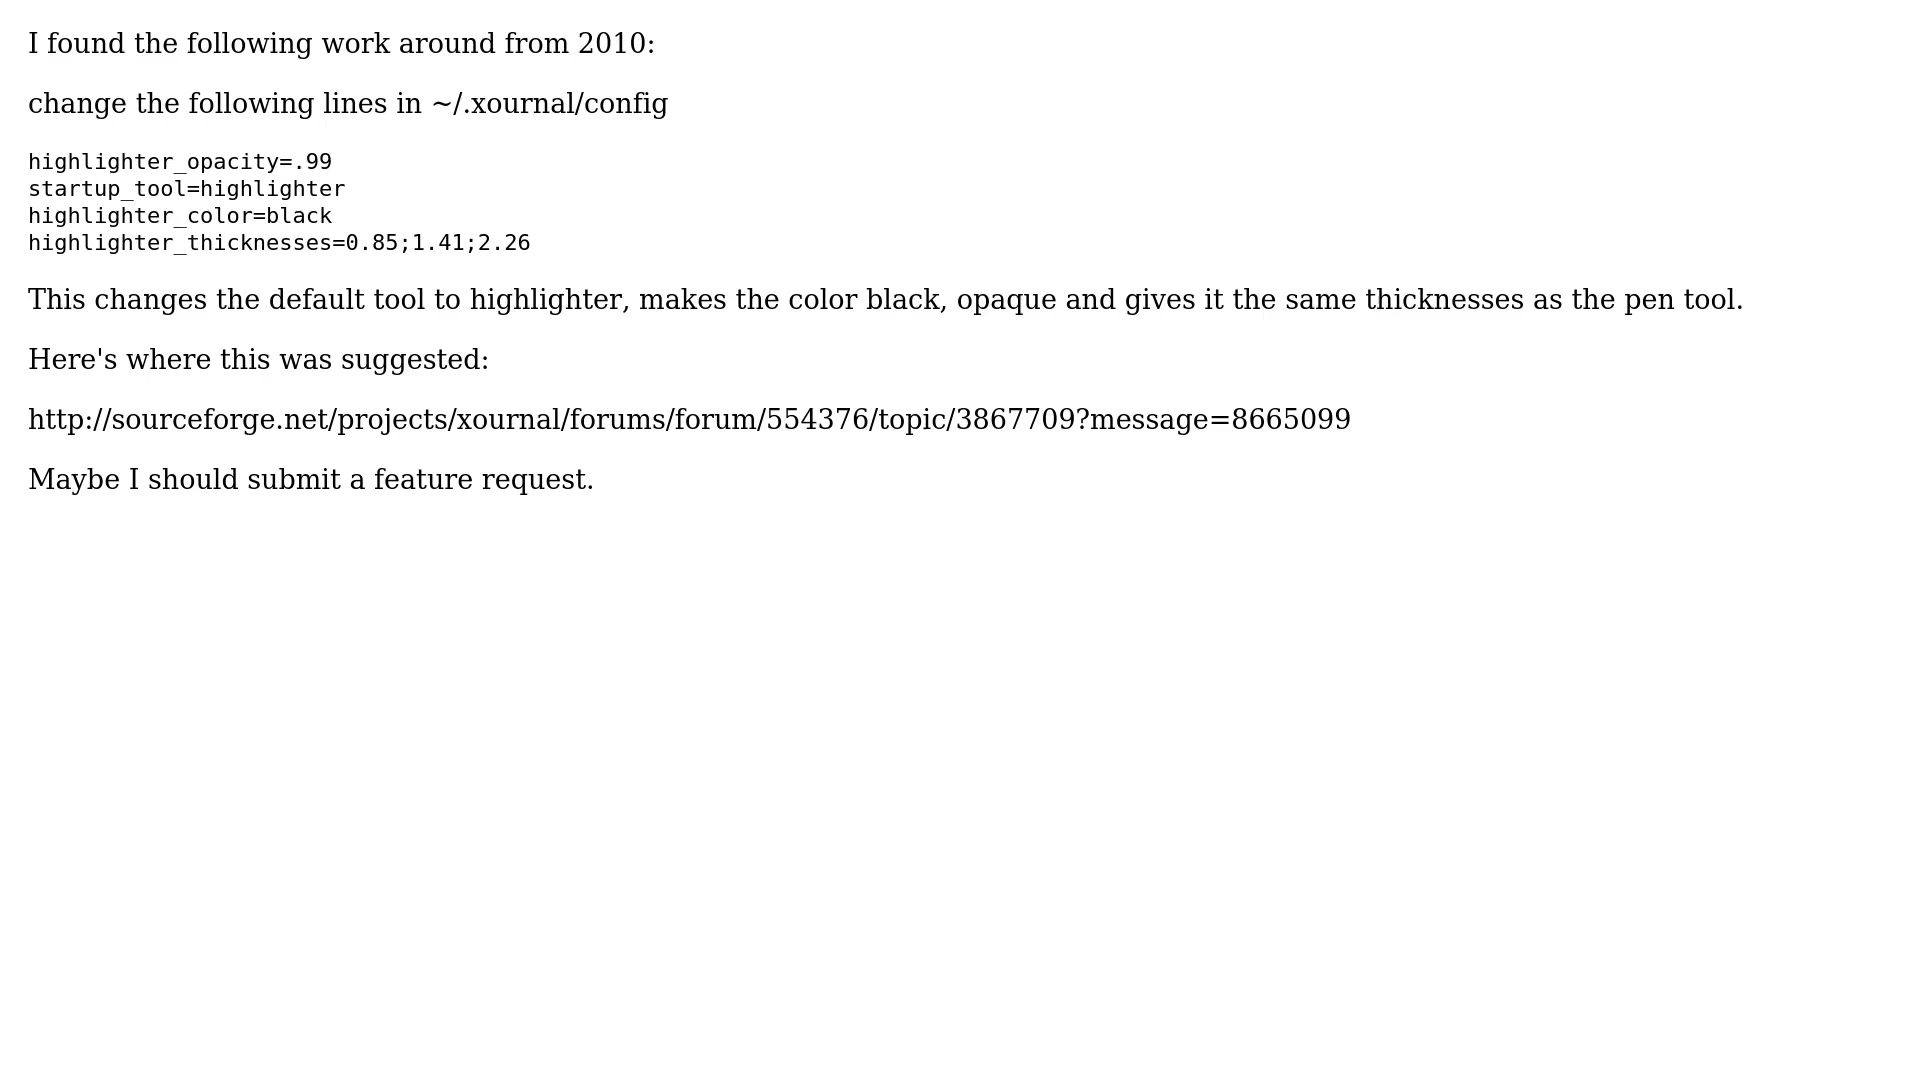 I found the following work around from 2010:
change the following lines in ~/.xournal/config
highlighter_opacity=.99
startup_tool=highlighter
highlighter_color=black
highlighter_thicknesses=0.85;1.41;2.26
This changes the default tool to highlighter, makes the color black, opaque and gives it the same thicknesses as the pen tool.
Here's where this was suggested:
http://sourceforge.net/projects/xournal/forums/forum/554376/topic/3867709?message=8665099
Maybe I should submit a feature request.